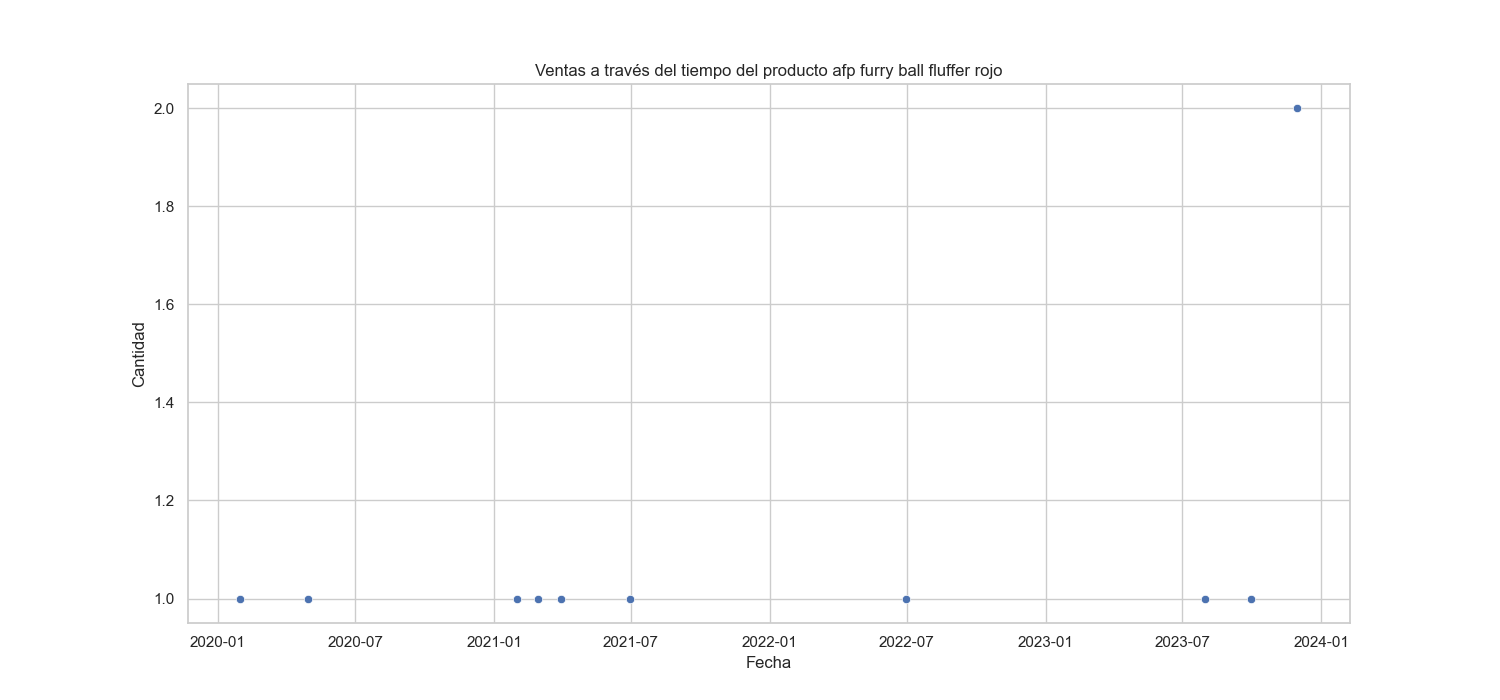 Ventas a través del tiempo del producto afp furry ball fluffer rojo
2.0
1.8
1.6
1.4
1.2
1.0
Cantidad
2020-01 2020-07 2021-01 2021-07 2022-01 2022-07 2023-01 2023-07 2024-01
Fecha